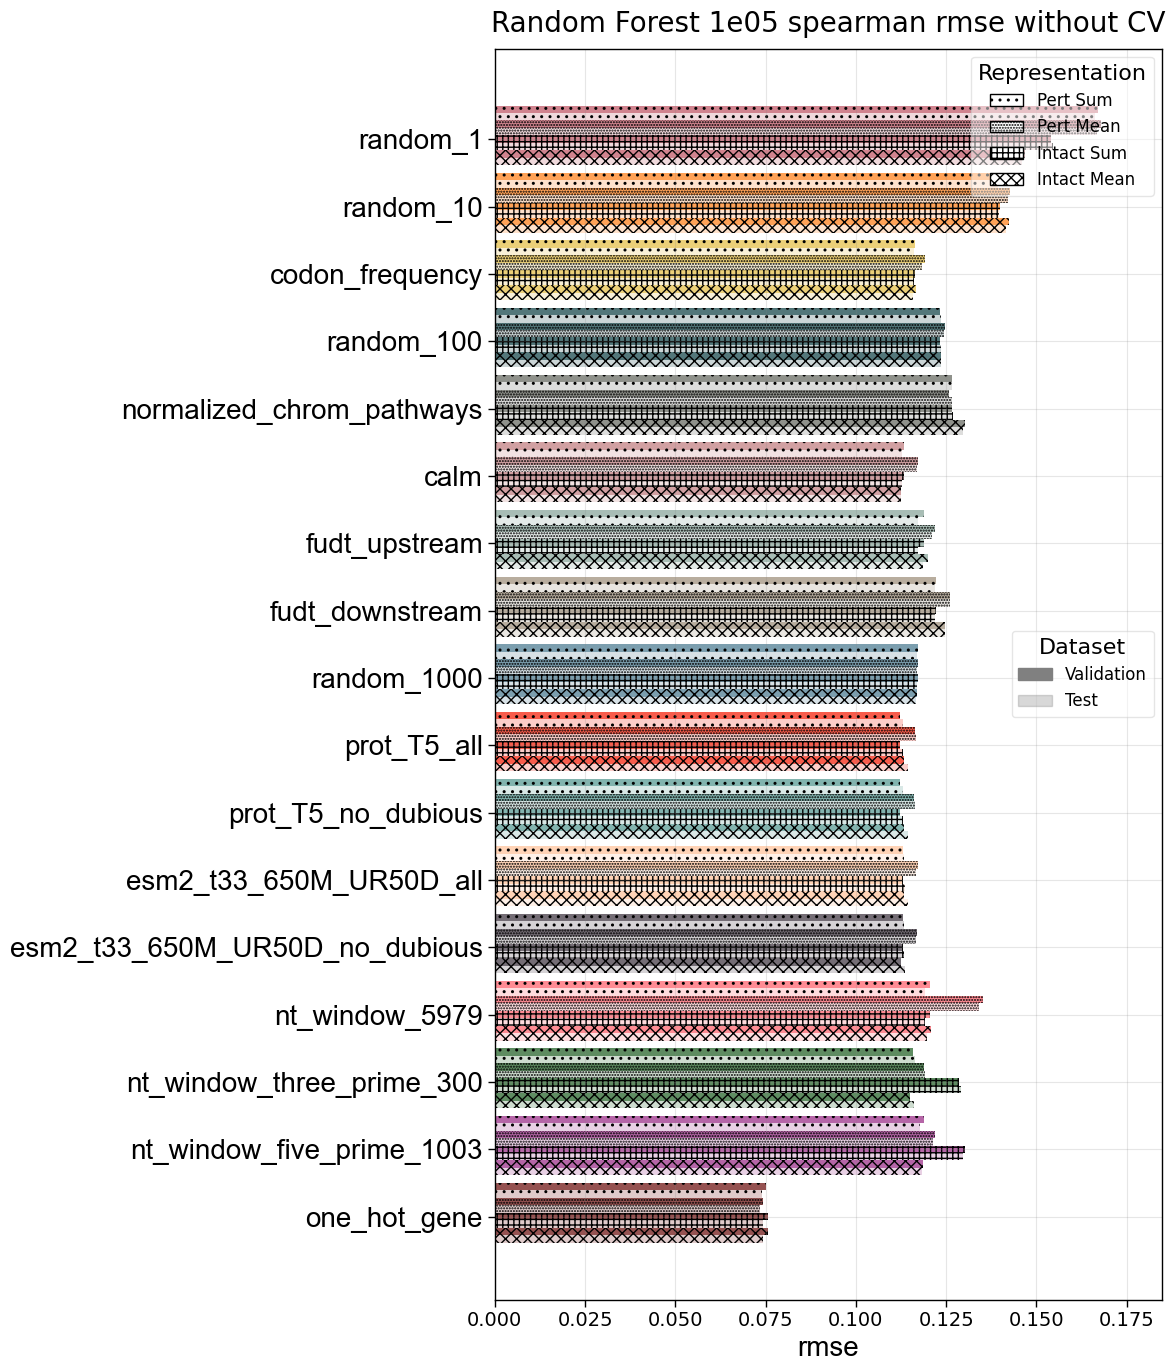 Random Forest 1e05 spearman rmse without CV
Representation
Pert Sum
Pert Mean
Intact Sum
Intact Mean
random_1
random_10
codon_frequency
random_100
normalized_chrom_pathways
calm
fudt_upstream
fudt_downstream
random_1000
prot_T5_all
prot_T5_no_dubious
esm2_t33_650M_UR50D_all
esm2_t33_650M_UR50D_no_dubious
nt_window_5979
nt_window_three_prime_300
nt_window_five_prime_1003
one_hot_gene
Dataset
Validation
Test
0.000 0.025 0.050 0.075 0.100 0.125 0.150 0.175
rmse